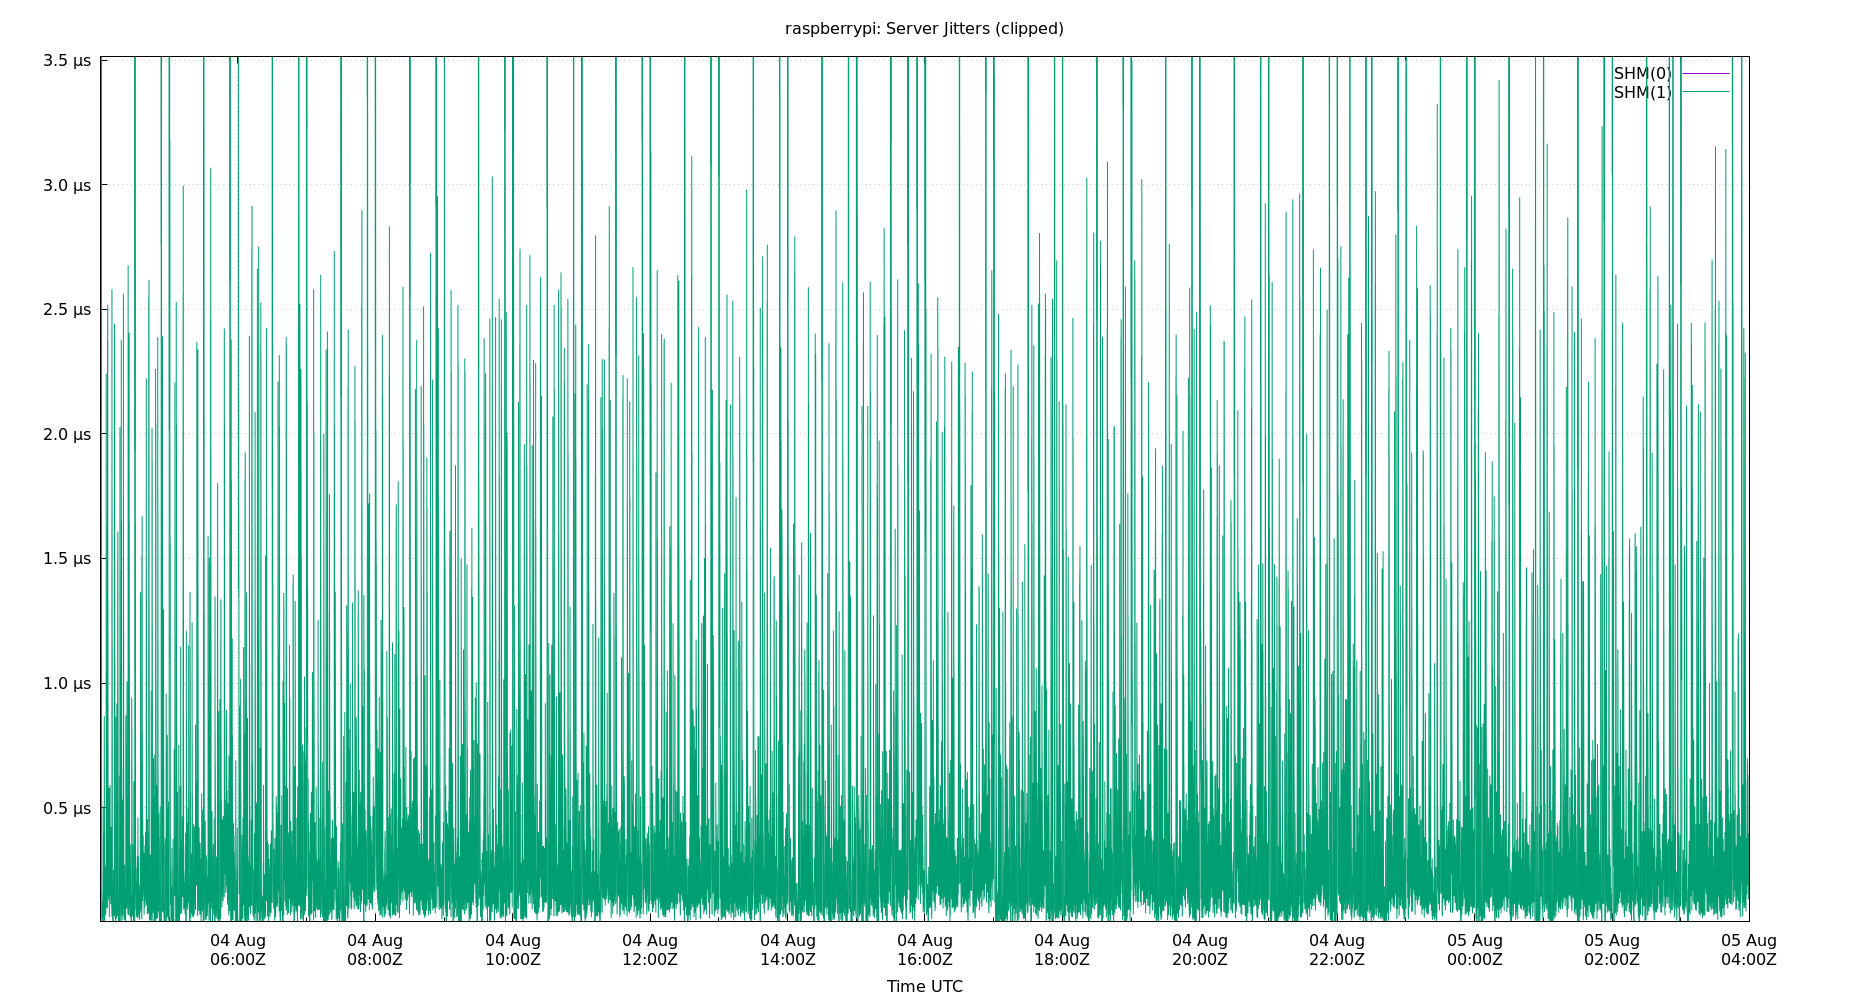 raspberrypi: Server Jitters (clipped)
3.5 µs
SHM(0)
SHM(1)
3.0 µs
2.5 µs
2.0 µs
1.5 µs
1.0 µs
0.5 µs
04 Aug 04 Aug 04 Aug 04 Aug 04 Aug 04 Aug 04 Aug 04 Aug 04 Aug 05 Aug 05 Aug 05 Aug
06:00Z 08:00Z 10:00Z 12:00Z 14:00Z 16:00Z 18:00Z 20:00Z 22:00Z 00:00Z 02:00Z 04:00Z
Time UTC